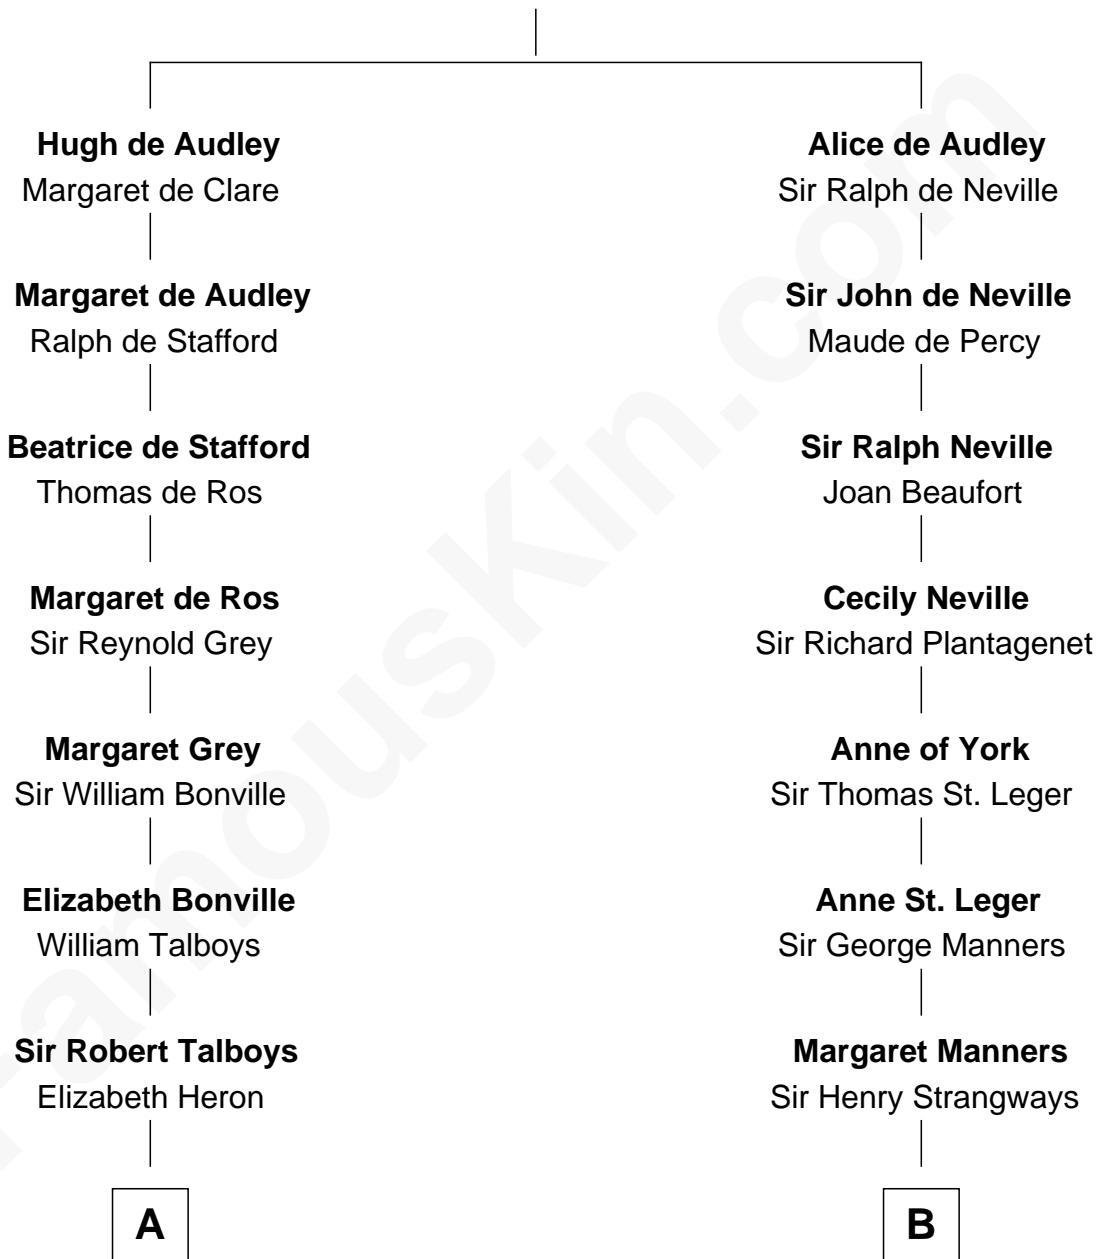 Hugh de Audley
Margaret de Clare
Margaret de Audley
Ralph de Stafford
Beatrice de Stafford
Thomas de Ros
Margaret de Ros
Sir Reynold Grey
Margaret Grey
Sir William Bonville
Elizabeth Bonville
William Talboys
Sir Robert Talboys
Elizabeth Heron
A
Alice de Audley
Sir Ralph de Neville
Sir John de Neville
Maude de Percy
Sir Ralph Neville
Joan Beaufort
Cecily Neville
Sir Richard Plantagenet
Anne of York
Sir Thomas St. Leger
Anne St. Leger
Sir George Manners
Margaret Manners
Sir Henry Strangways
B
FamousKin.com